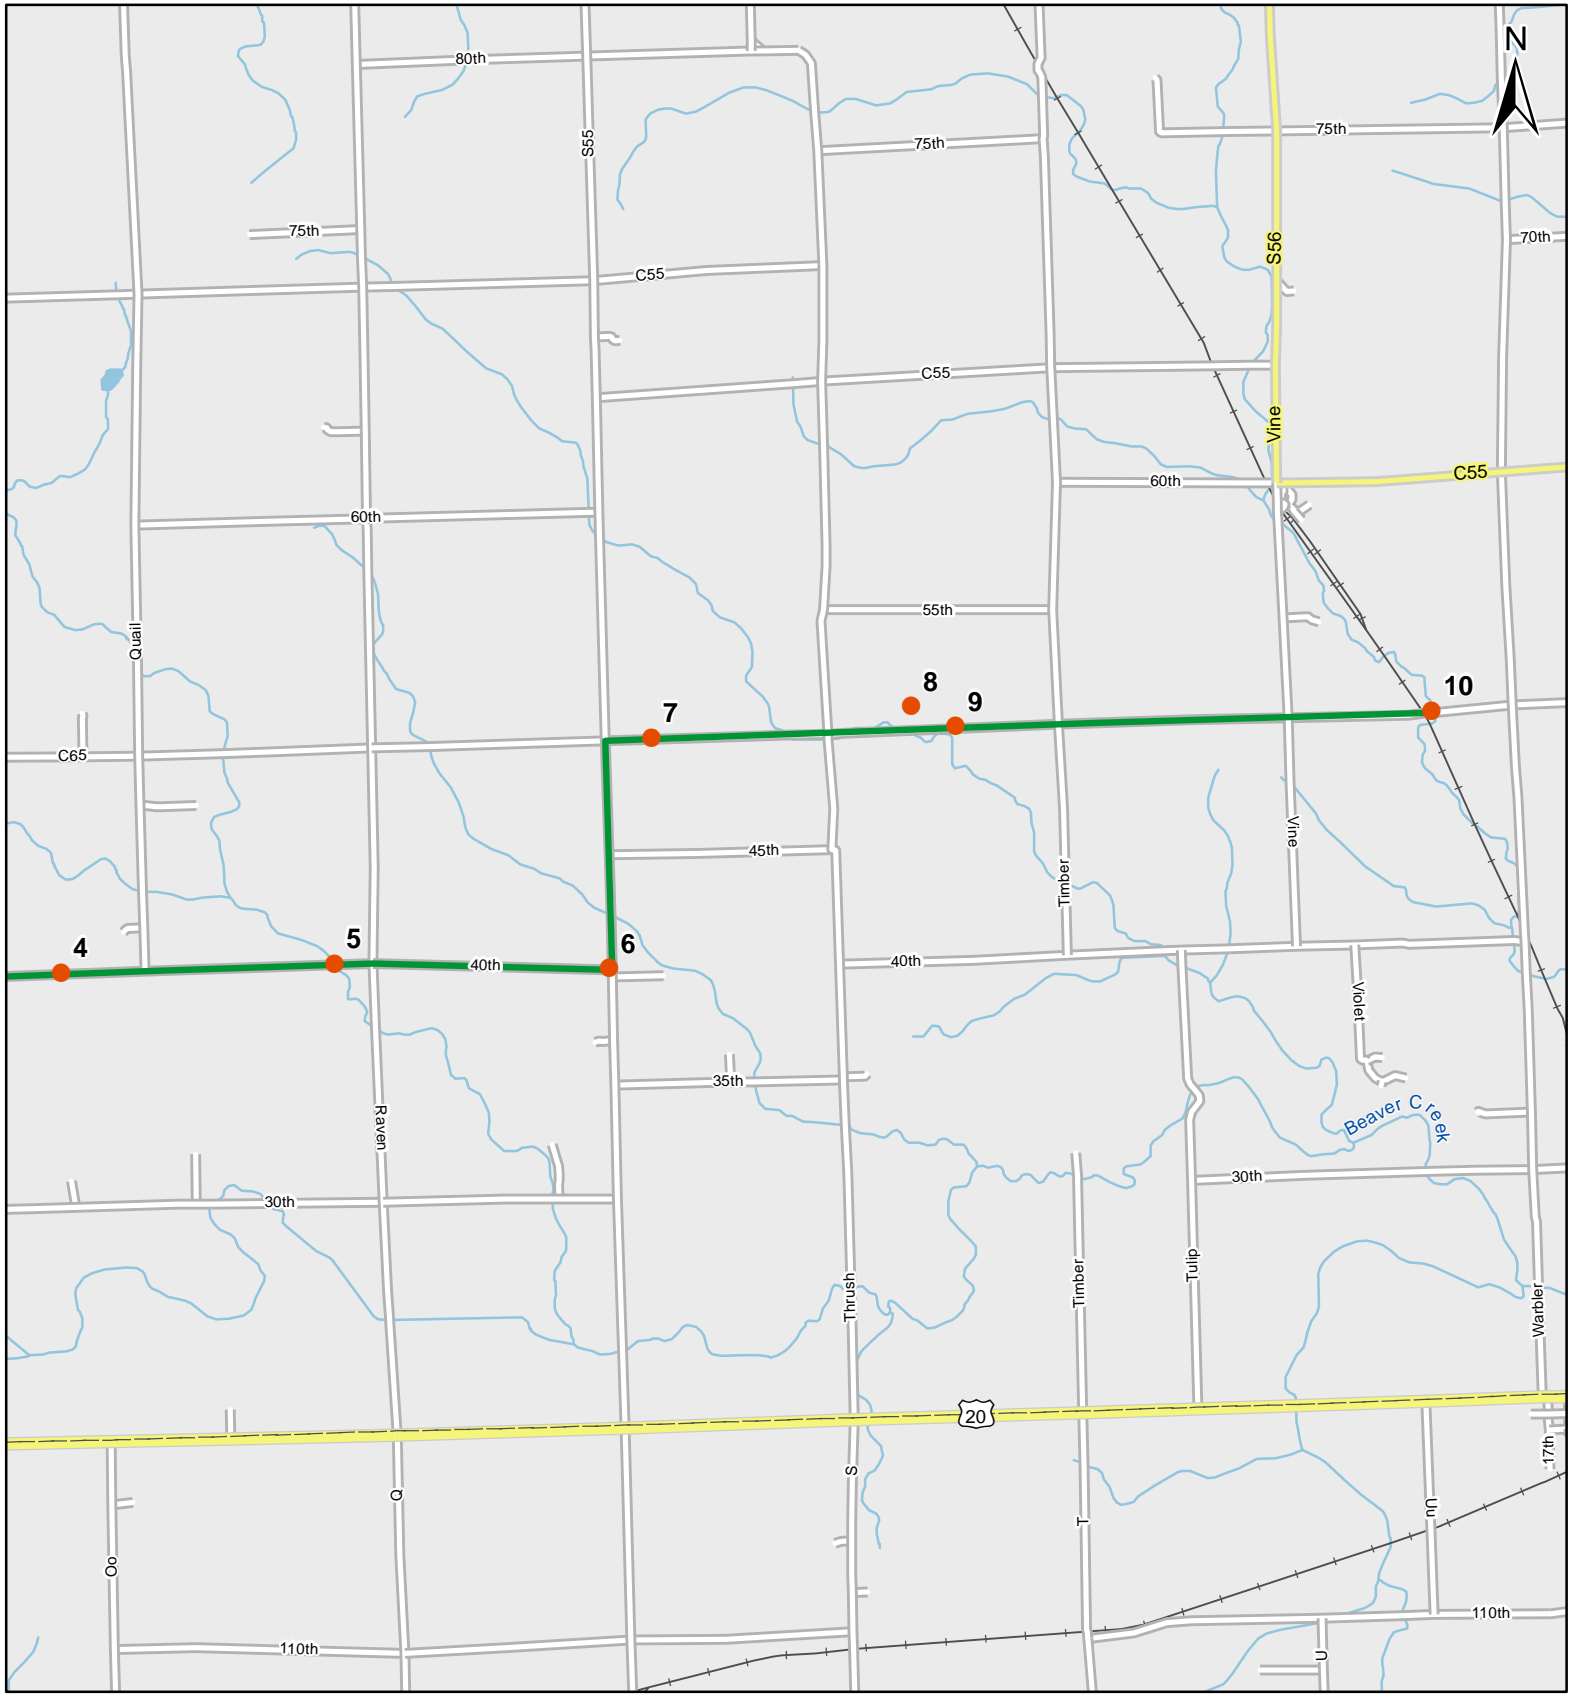 N
80th
75th
S55
75th
75th
S56
70th
C55
C55
Vine
C55
60th
60th
55th
Quail
8
10
9
7
C65
Vine
45th
Timber
4
5
6
40th
40th
Violet
35th
Beaver Creek
Raven
30th
30th
Tulip
Timber
Thrush
Warbler
20
17th
S
Q
Un
T
Oo
110th
110th
U